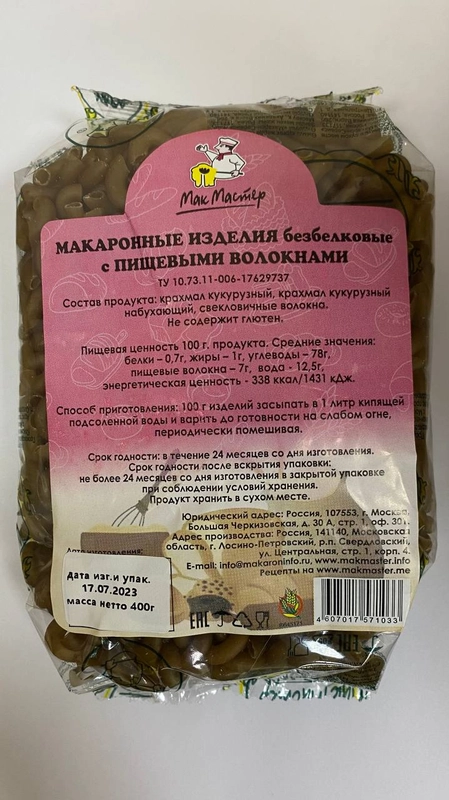 Мак Мастер
МАКАРОННЫЕ ИЗДЕЛИЯ безбелковые
с ПИЩЕВЫМИ ВОЛОКНАМИ
ТУ 10.73.11-006-17629737
Состав продукта: крахмал кукурузный, крахмал кукурузный
набухающий, свекловичные волокна.
Не содержит глютен.
Пищевая ценность 100 г. продукта. Средние значения:
белки – 0,7г, жиры – 1г, углеводы – 78г,
пищевые волокна – 7г, вода - 12,5г,
энергетическая ценность - 338 ккал/1431 кДж.
Способ приготовления: 100 г изделий засыпать в 1 литр кипящей
подсоленной воды и варить до готовности на слабом огне,
периодически помешивая.
Срок годности: в течение 24 месяцев со дня изготовления.
Срок годности после вскрытия упаковки:
не более 24 месяцев со дня изготовления в закрытой упаковке
при соблюдении условий хранения.
Продукт хранить в сухом месте.
Юридический адрес: Россия, 107553, г. Москва,
Большая Черкизовская, д. 30 А, стр. 1, оф. 301.
Адрес производства: Россия, 141140, Московская
область, г. Лосино-Петровский, р.п. Свердловский,
ул. Центральная, стр. 1, корп. 4.
E-mail: info@makaroninfo.ru, www.makmaster.info
Рецепты на www.makmaster.me
Дата изготовления:
Дата изг.и упак.
17.07.2023
масса нетто 400г
ЕАС
4 607017 571033